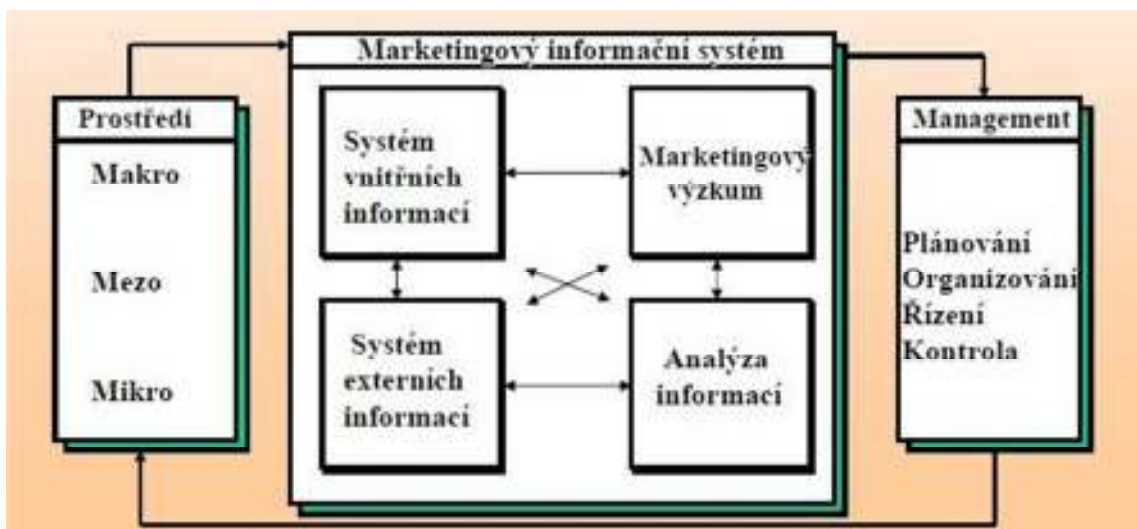 Marketingový informační systém
Prostředí
Makro
Mezo
Mikro
Systém
vnitřních
informací
Marketingový
výzkum
Systém
externích
informací
Analýza
informací
Management
Plánování
Organizování
Řízení
Kontrola